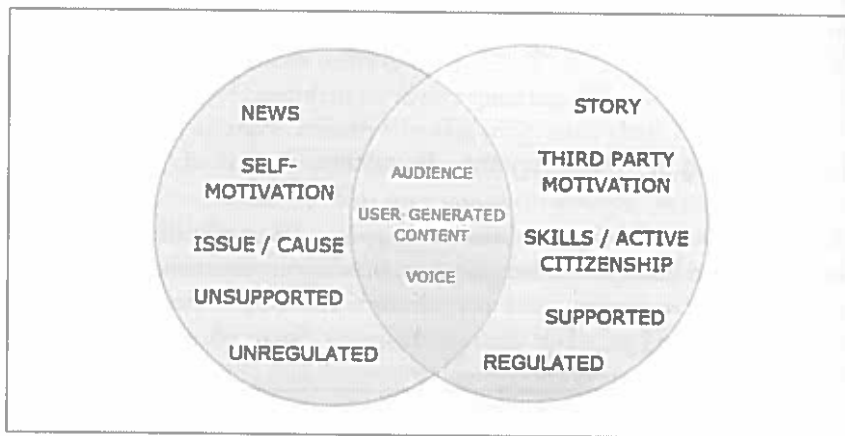 NEWS
SELF-
MOTIVATION
ISSUE / CAUSE
UNSUPPORTED
UNREGULATED
AUDIENCE
USER-GENERATED
CONTENT
VOICE
STORY
THIRD PARTY
MOTIVATION
SKILLS / ACTIVE
CITIZENSHIP
SUPPORTED
REGULATED